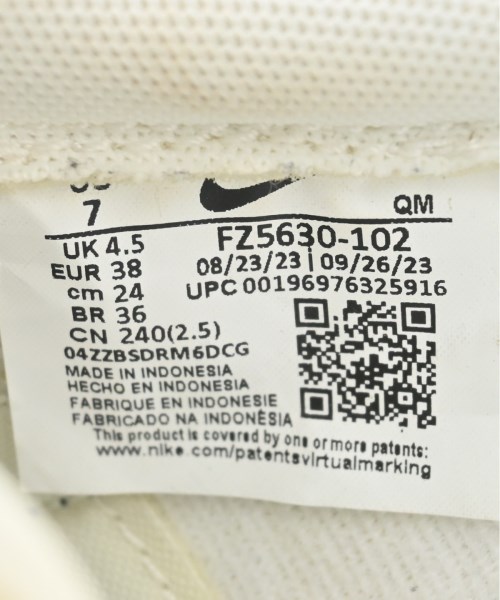 7
QM
UK 4.5
FZ5630-102
EUR 38
08/23/23 | 09/26/23
cm 24
UPC 00196976325916
BR 36
CN 240(2.5)
04ZZBSDRM6DCG
MADE IN INDONESIA
HECHO EN INDONESIA
FABRIQUE EN INDONESIE
FABRICADO NA INDONÈSIA
This product is covered by one or more patents:
www.nike.com/patentsvirtualmarking